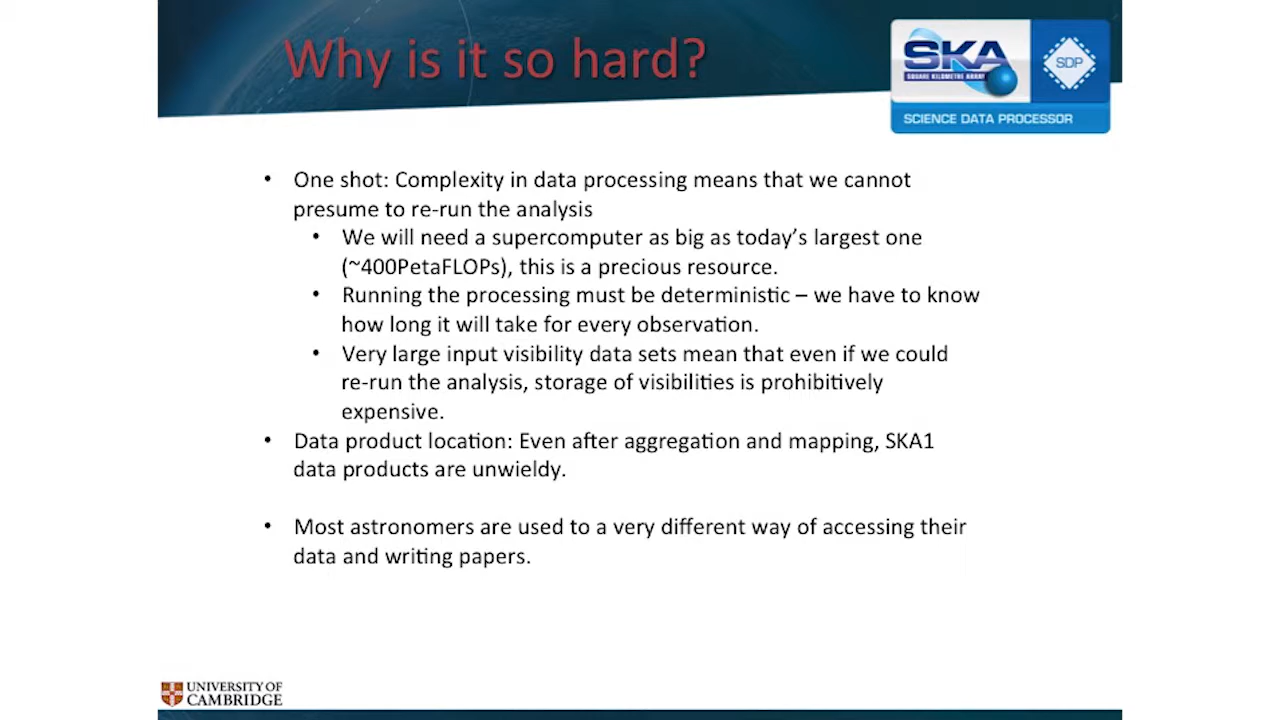 Why is it so hard?
SKA
SQUARE KILOMETRE ARRAY
SDP
SCIENCE DATA PROCESSOR
• One shot: Complexity in data processing means that we cannot
presume to re-run the analysis
• We will need a supercomputer as big as today’s largest one
(~400PetaFLOPs), this is a precious resource.
• Running the processing must be deterministic – we have to know
how long it will take for every observation.
• Very large input visibility data sets mean that even if we could
re-run the analysis, storage of visibilities is prohibitively
expensive.
• Data product location: Even after aggregation and mapping, SKA1
data products are unwieldy.
• Most astronomers are used to a very different way of accessing their
data and writing papers.
UNIVERSITY OF
CAMBRIDGE